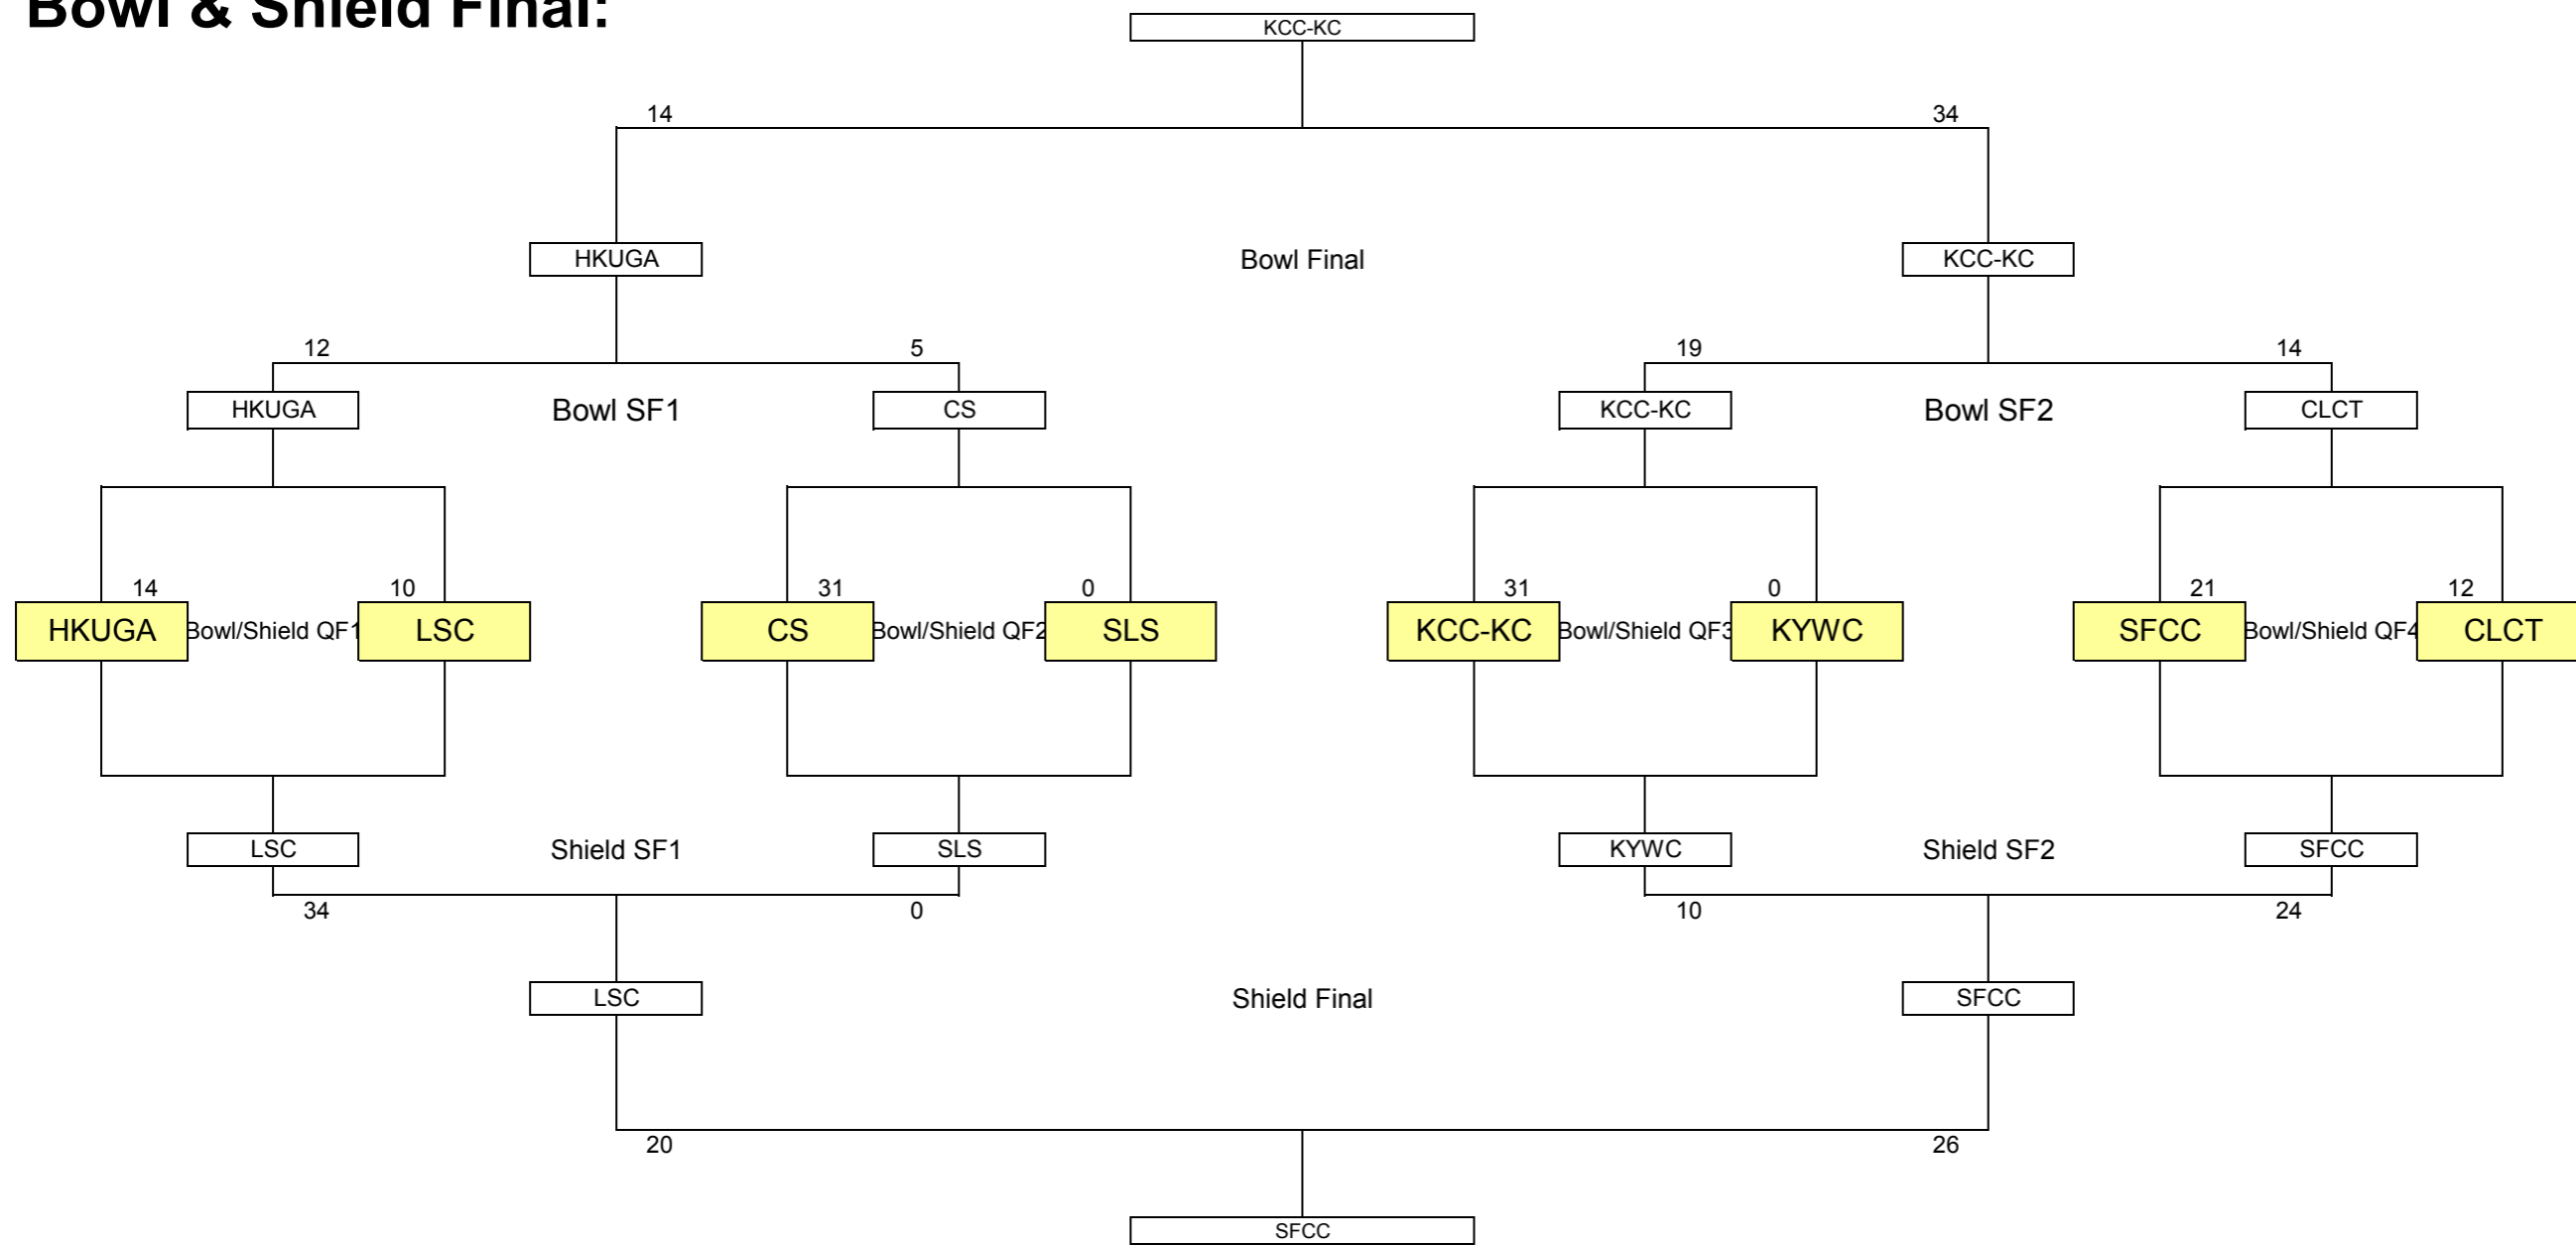 Bowl & Shield Final:
KCC-KC
14 34
HKUGA Bowl Final KCC-KC
12 5 19 14
HKUGA Bowl SF1 CS KCC-KC Bowl SF2 CLCT
14 10 31 0 31 0 21 12
HKUGA Bowl/Shield QF1 LSC CS Bowl/Shield QF2 SLS KCC-KC Bowl/Shield QF3 KYWC SFCC Bowl/Shield QF4 CLCT
LSC Shield SF1 SLS KYWC Shield SF2 SFCC
34 0 10 24
LSC Shield Final SFCC
20 26
SFCC